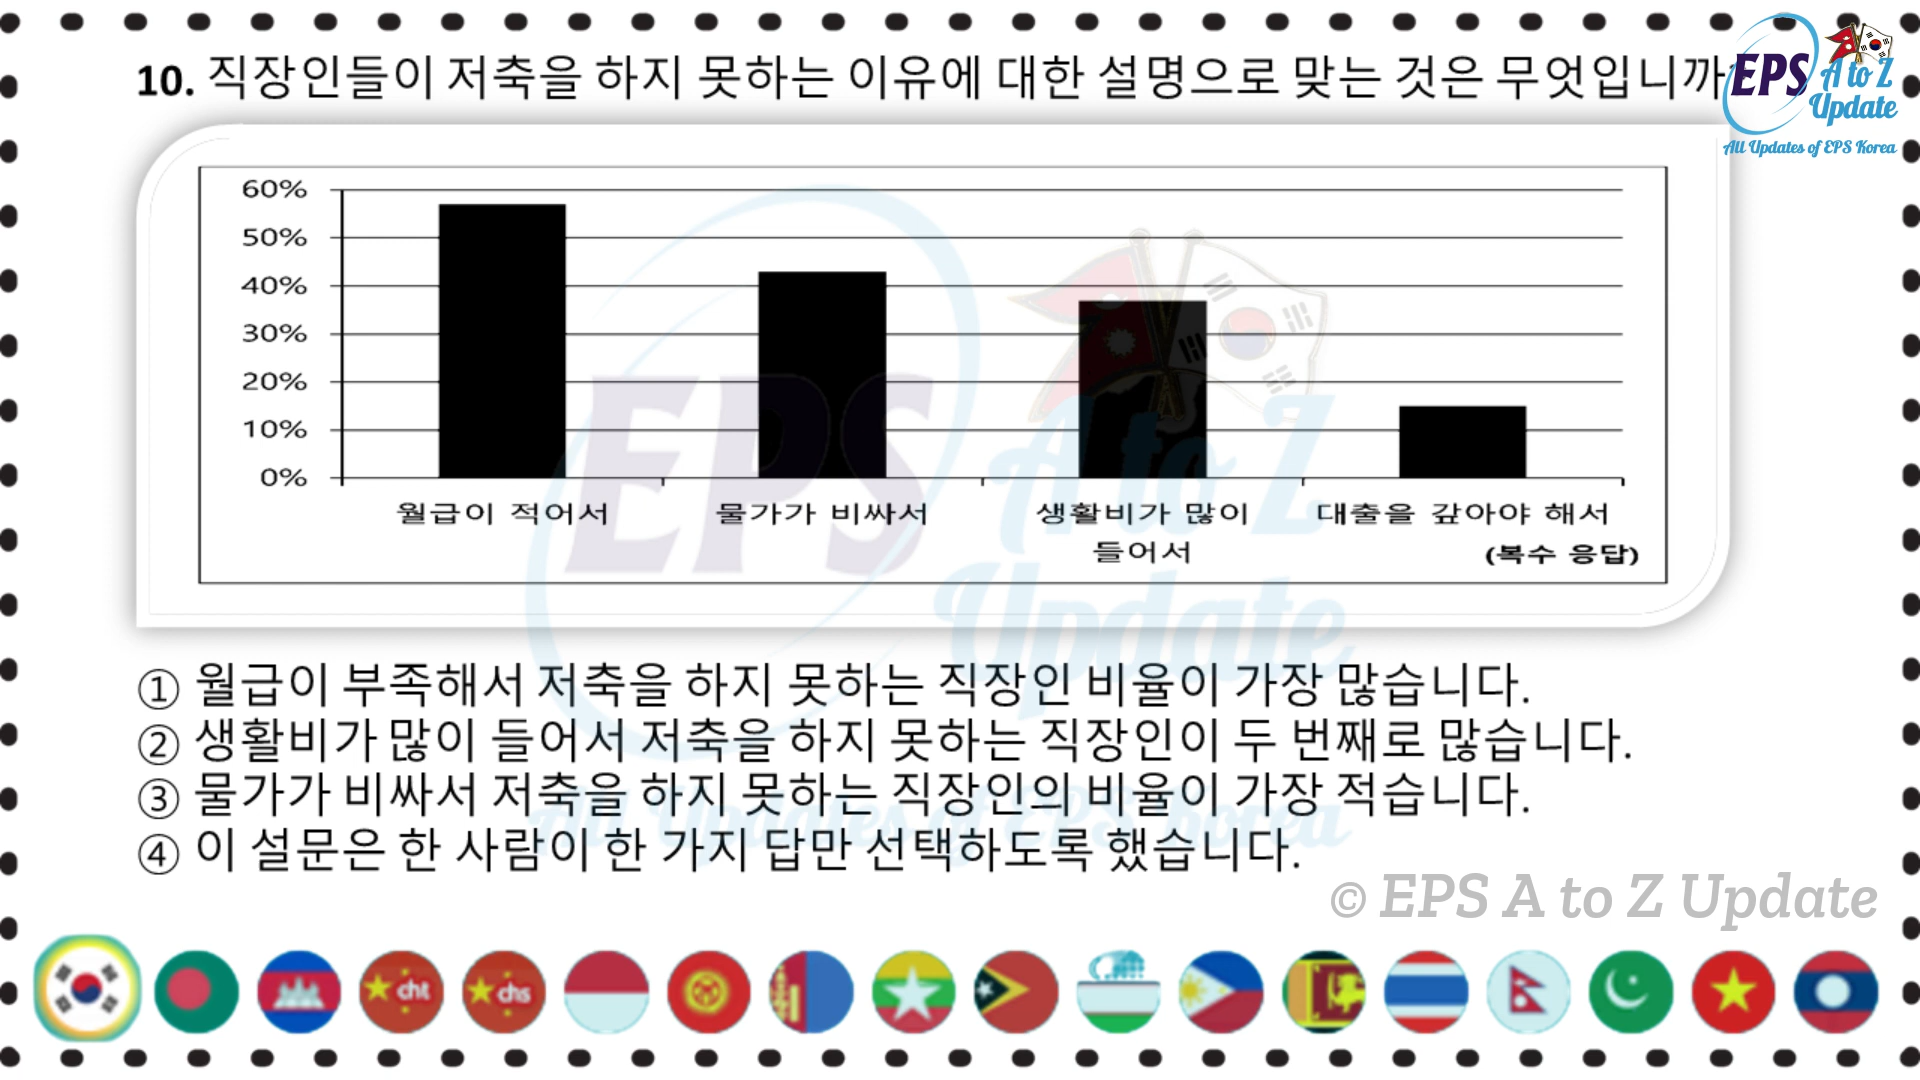 10. 직장인들이 저축을 하지 못하는 이유에 대한 설명으로 맞는 것은 무엇입니까
EPS A to Z
Update
All Updates of EPS Korea
60%
50%
40%
30%
20%
10%
0%
월급이 적어서
물가가 비싸서
생활비가 많이
들어서
대출을 갚아야 해서
(복수 응답)
EPS A to Z
Update
All Updates of EPS Korea
① 월급이 부족해서 저축을 하지 못하는 직장인 비율이 가장 많습니다.
② 생활비가 많이 들어서 저축을 하지 못하는 직장인이 두 번째로 많습니다.
③ 물가가 비싸서 저축을 하지 못하는 직장인의 비율이 가장 적습니다.
④ 이 설문은 한 사람이 한 가지 답만 선택하도록 했습니다.
© EPS A to Z Update
cht
chs